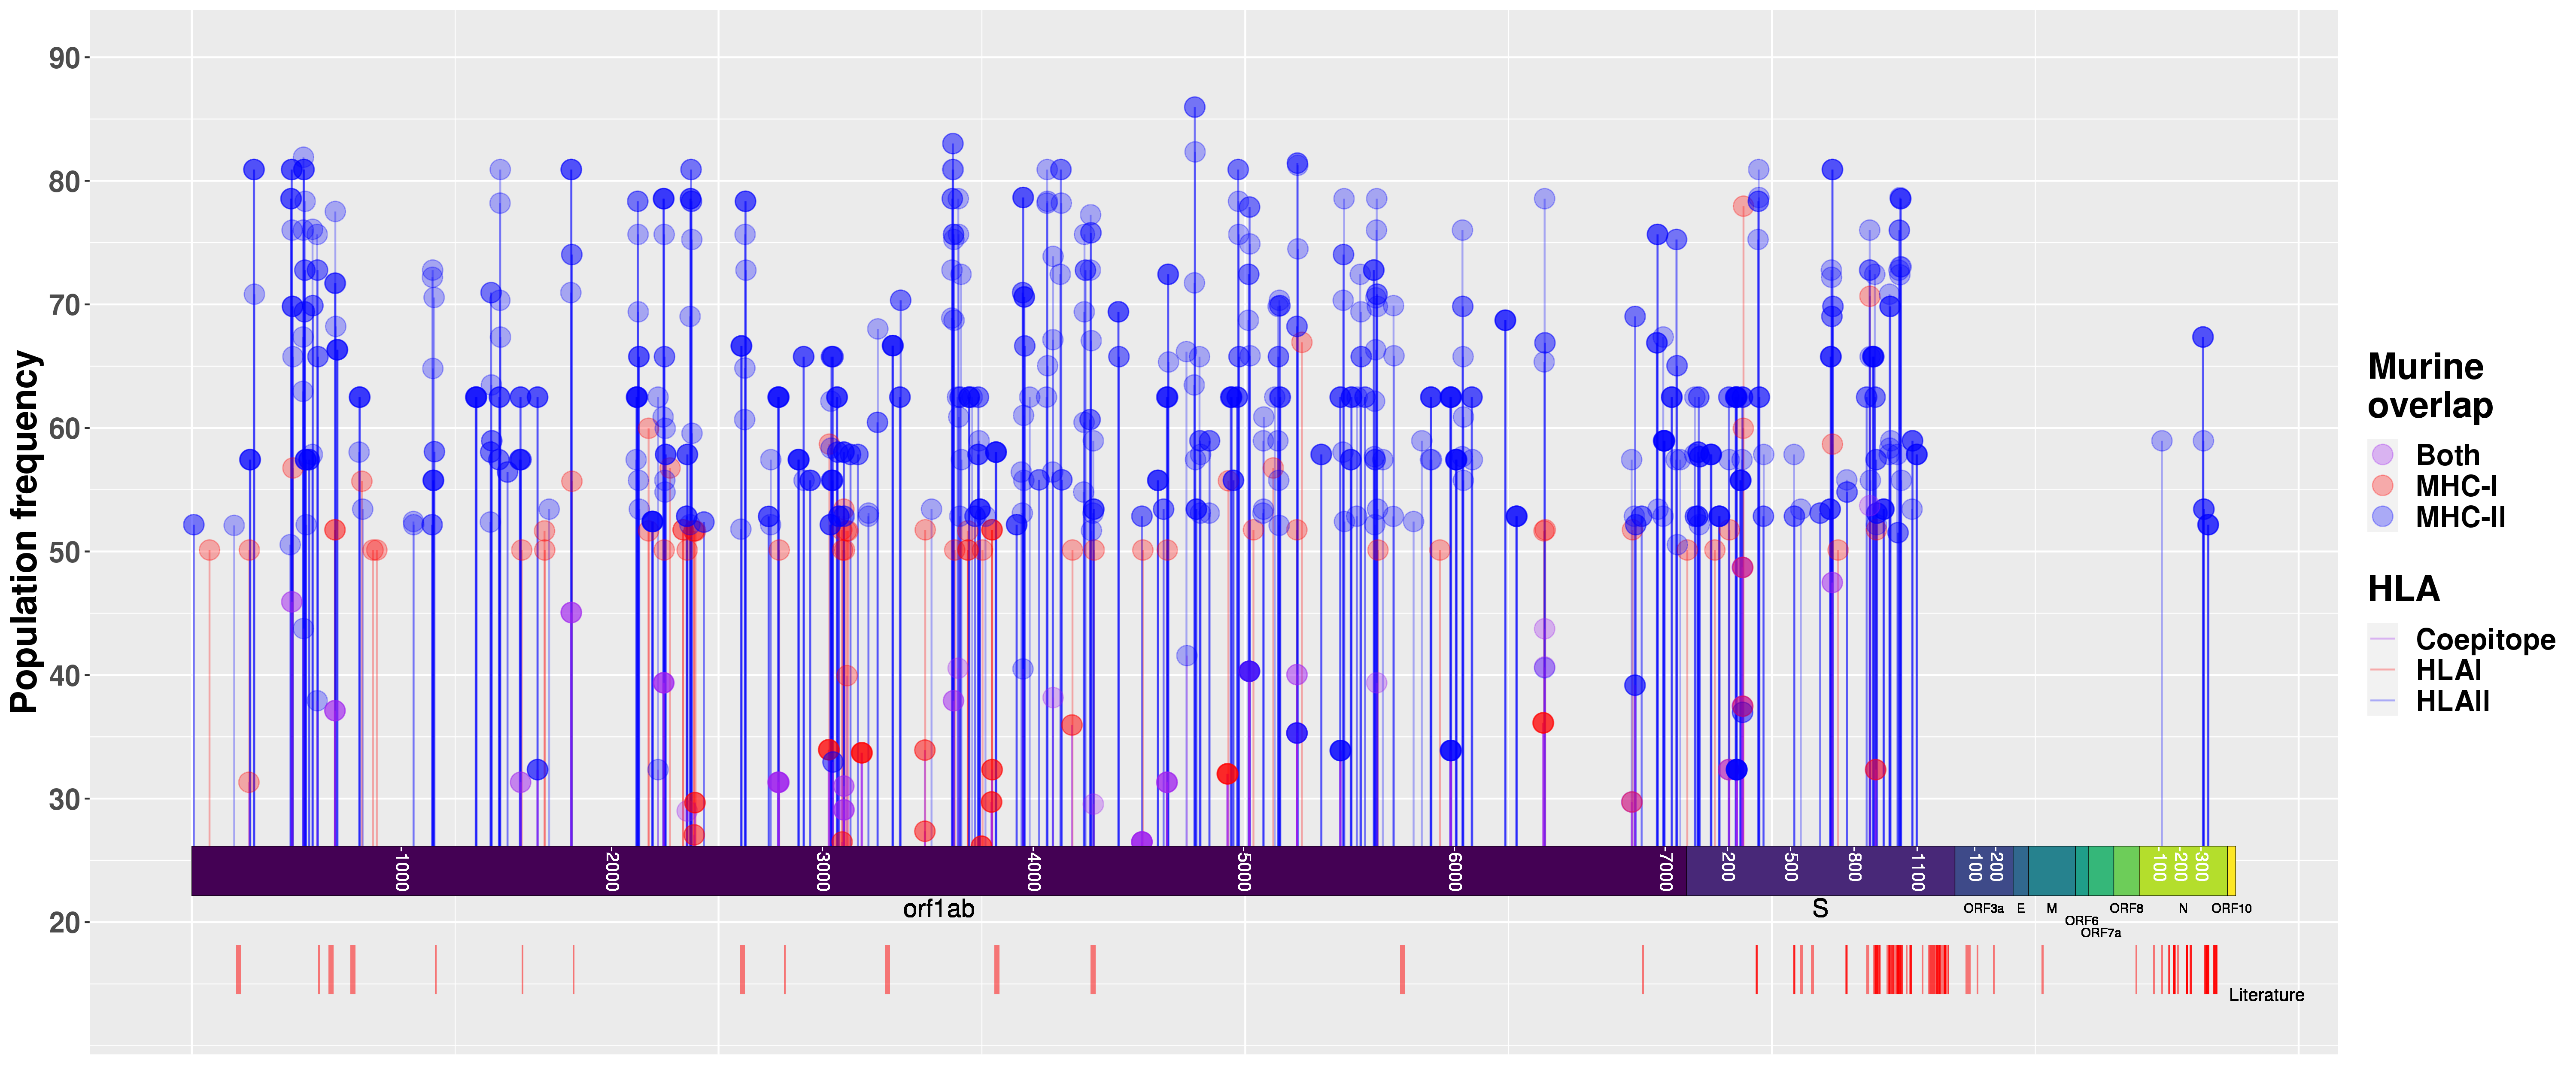 Population frequency
90
80
70
60
50
40
30
20
1000
2000
3000
4000
5000
6000
7000
200
500
800
1100
100
200
100
200
300
orf1ab
S
ORF3a
E
M
ORF6
ORF7a
ORF8
N
ORF10
Literature
Murine
overlap
Both
MHC-I
MHC-II
HLA
Coepitope
HLAI
HLAII